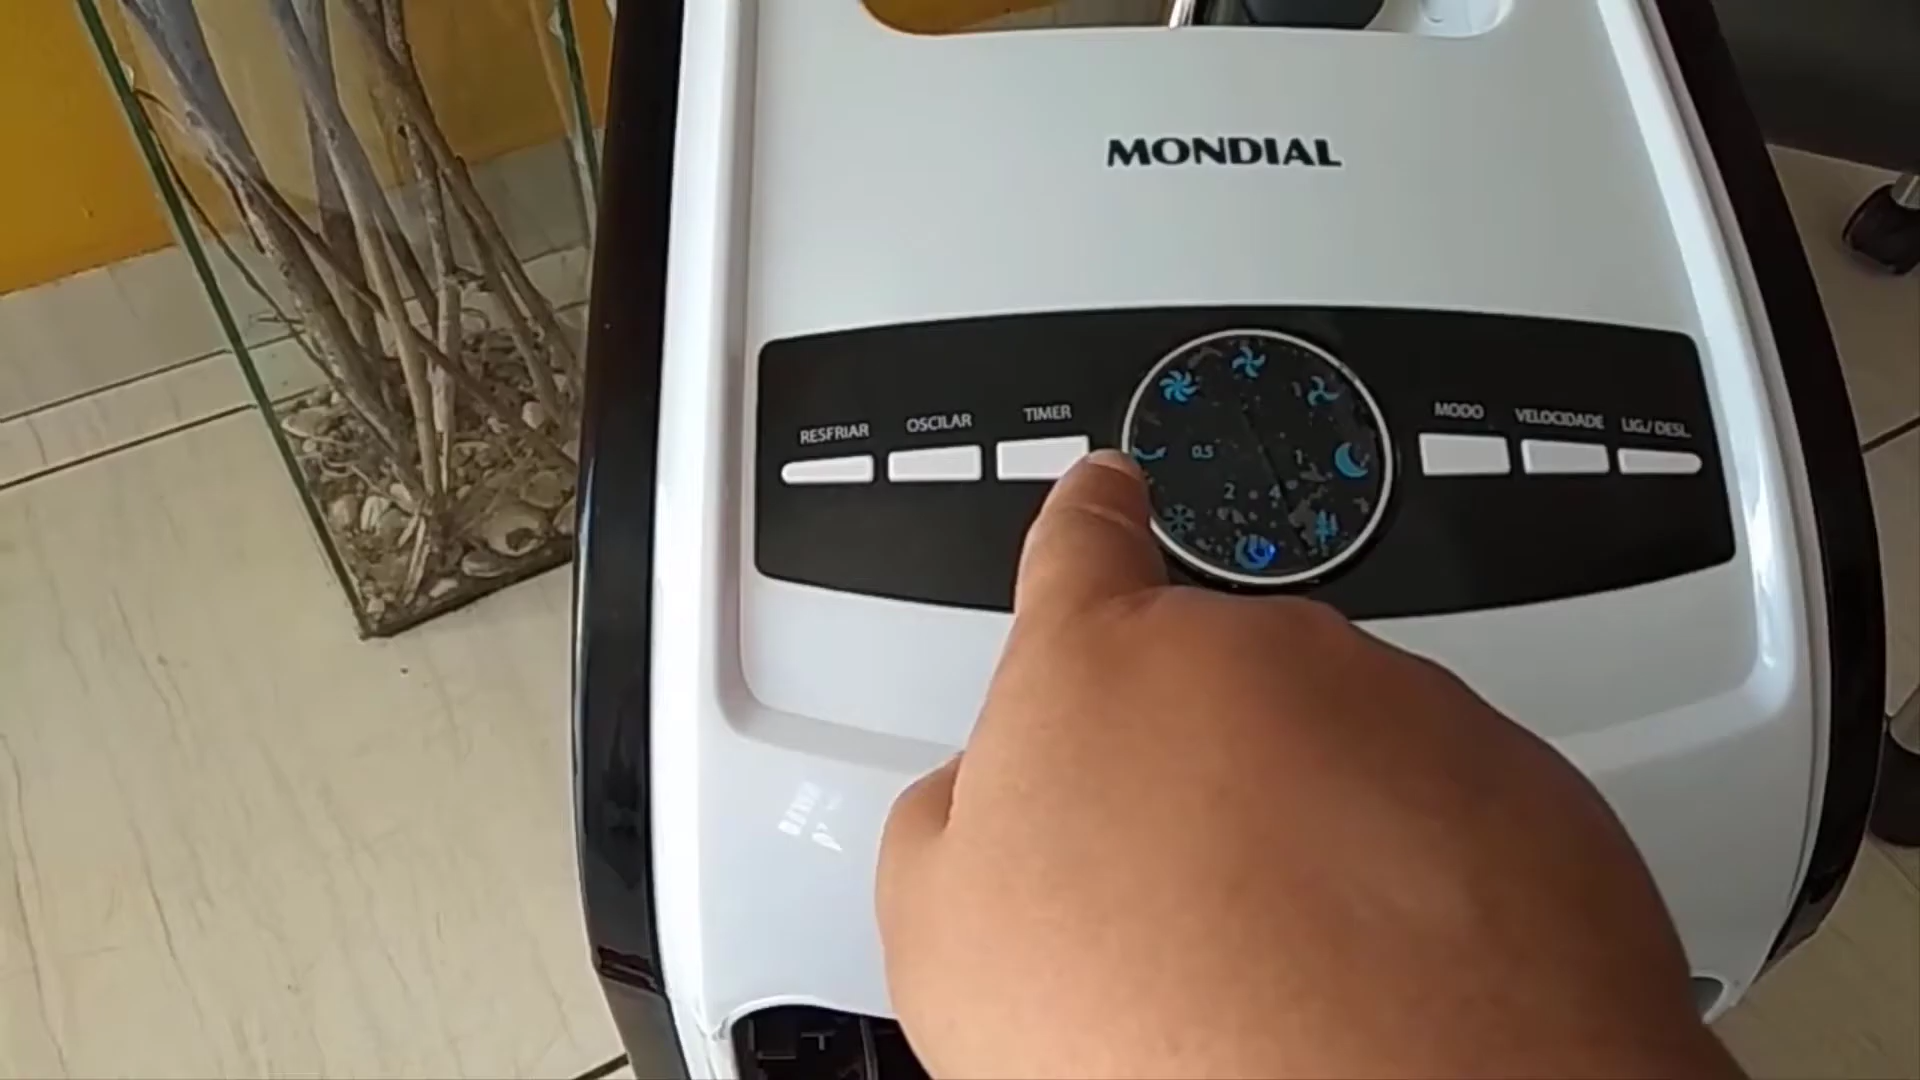 MONDIAL
RESFRIAR
OSCILAR
TIMER
0.5
1
2
4
MODO
VELOCIDADE
LIG./ DESL.